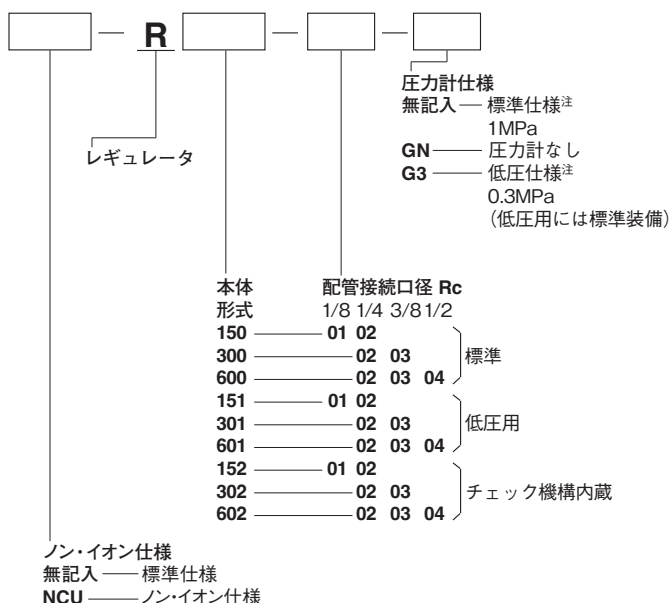 R
圧力計仕様
無記入 標準仕様注
1MPa
GN 圧力計なし
G3 低圧仕様注
0.3MPa
(低圧用には標準装備)
レギュレータ
本体 配管接続口径 Rc
形式 1/8 1/4 3/8 1/2
150 01 02
300 02 03
600 02 03 04
標準
151 01 02
301 02 03
601 02 03 04
低圧用
152 01 02
302 02 03
602 02 03 04
チェック機構内蔵
ノン・イオン仕様
無記入 標準仕様
NCU ノン・イオン仕様